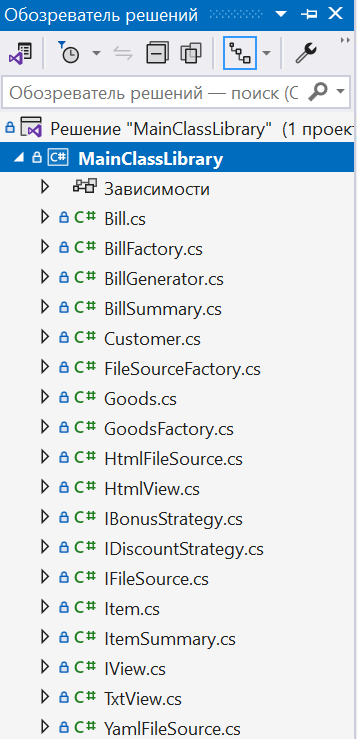 Обозреватель решений
Обозреватель решений — поиск (C
Решение "MainClassLibrary" (1 проект
C# MainClassLibrary
Зависимости
C# Bill.cs
C# BillFactory.cs
C# BillGenerator.cs
C# BillSummary.cs
C# Customer.cs
C# FileSourceFactory.cs
C# Goods.cs
C# GoodsFactory.cs
C# HtmlFileSource.cs
C# HtmlView.cs
C# IBonusStrategy.cs
C# IDiscountStrategy.cs
C# IFileSource.cs
C# Item.cs
C# ItemSummary.cs
C# IView.cs
C# TxtView.cs
C# YamlFileSource.cs